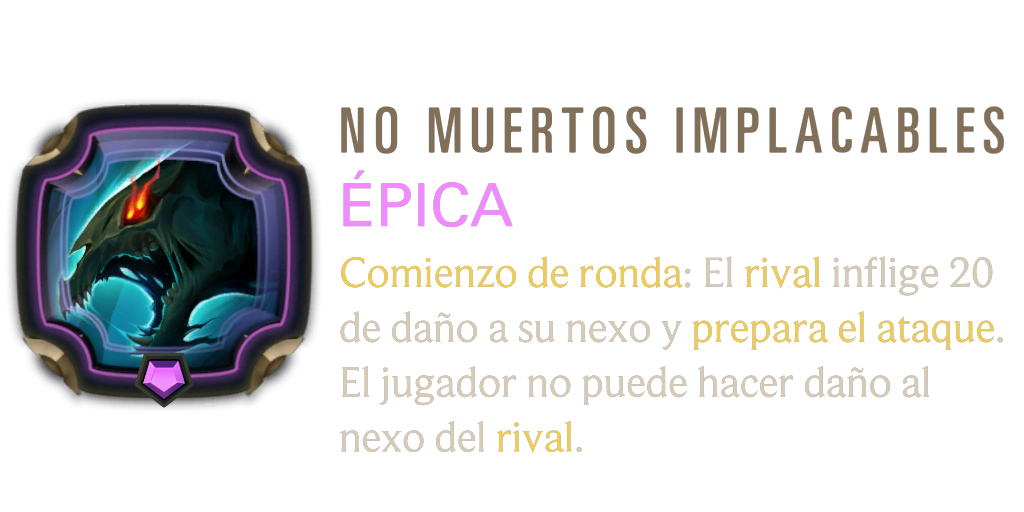 NO MUERTOS IMPLACABLES
ÉPICA
Comienzo de ronda: El rival inflige 20
de daño a su nexo y prepara el ataque.
El jugador no puede hacer daño al
nexo del rival.